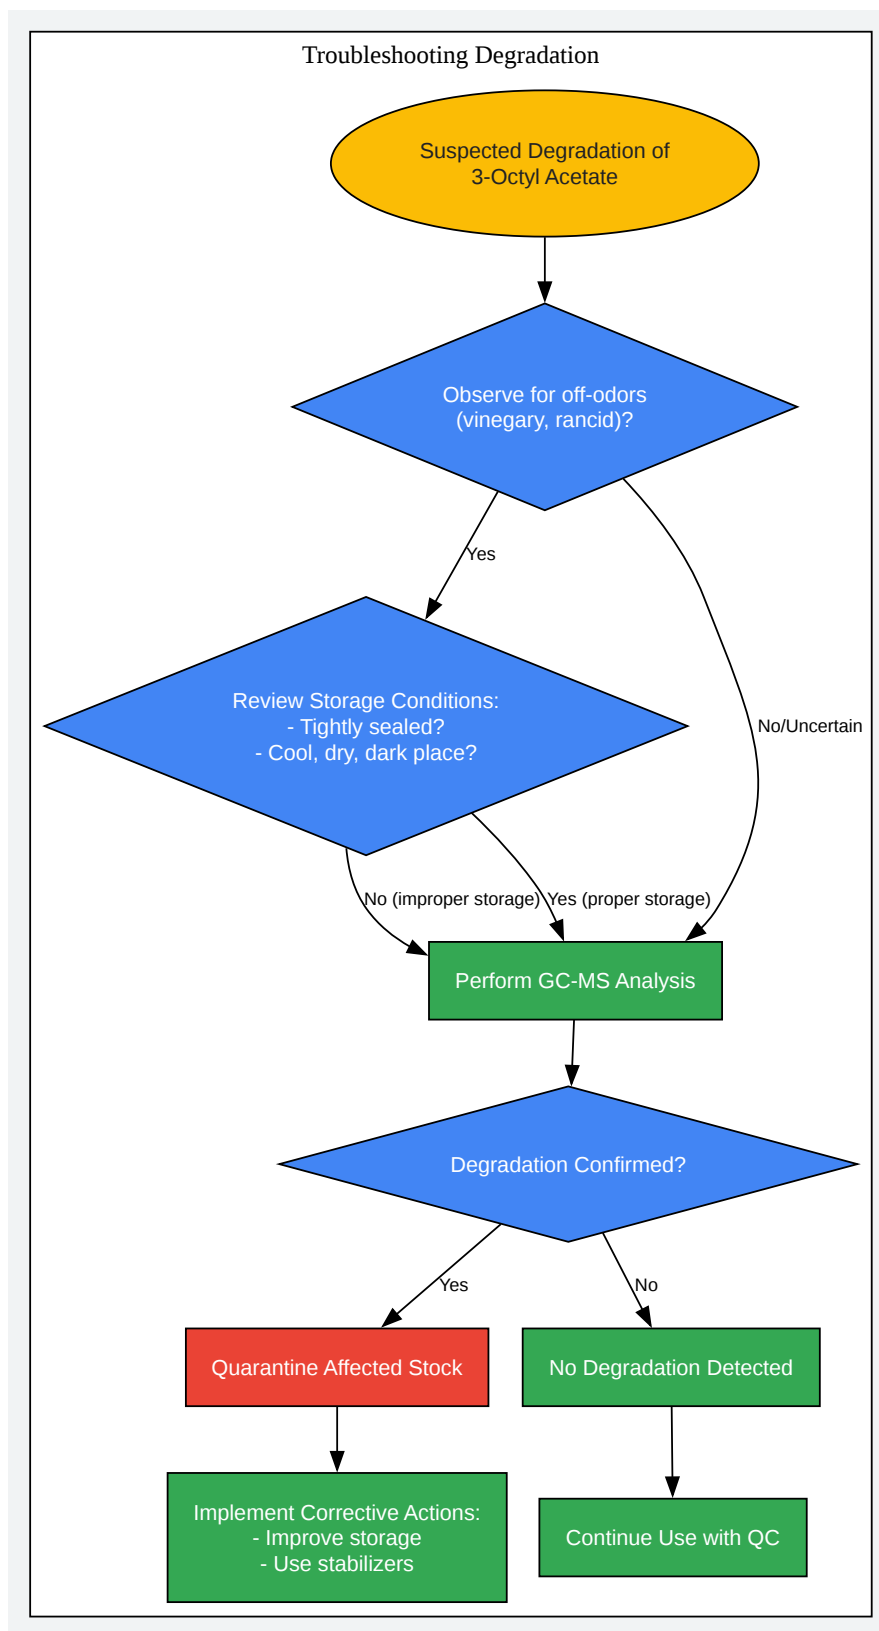 Troubleshooting Degradation
Suspected Degradation of
3-Octyl Acetate
Observe for off-odors
(vinegary, rancid)?
Yes
Review Storage Conditions:
- Tightly sealed?
- Cool, dry, dark place?
No/Uncertain
No (improper storage)
Yes (proper storage)
Perform GC-MS Analysis
Degradation Confirmed?
Yes
No
Quarantine Affected Stock
No Degradation Detected
Implement Corrective Actions:
- Improve storage
- Use stabilizers
Continue Use with QC